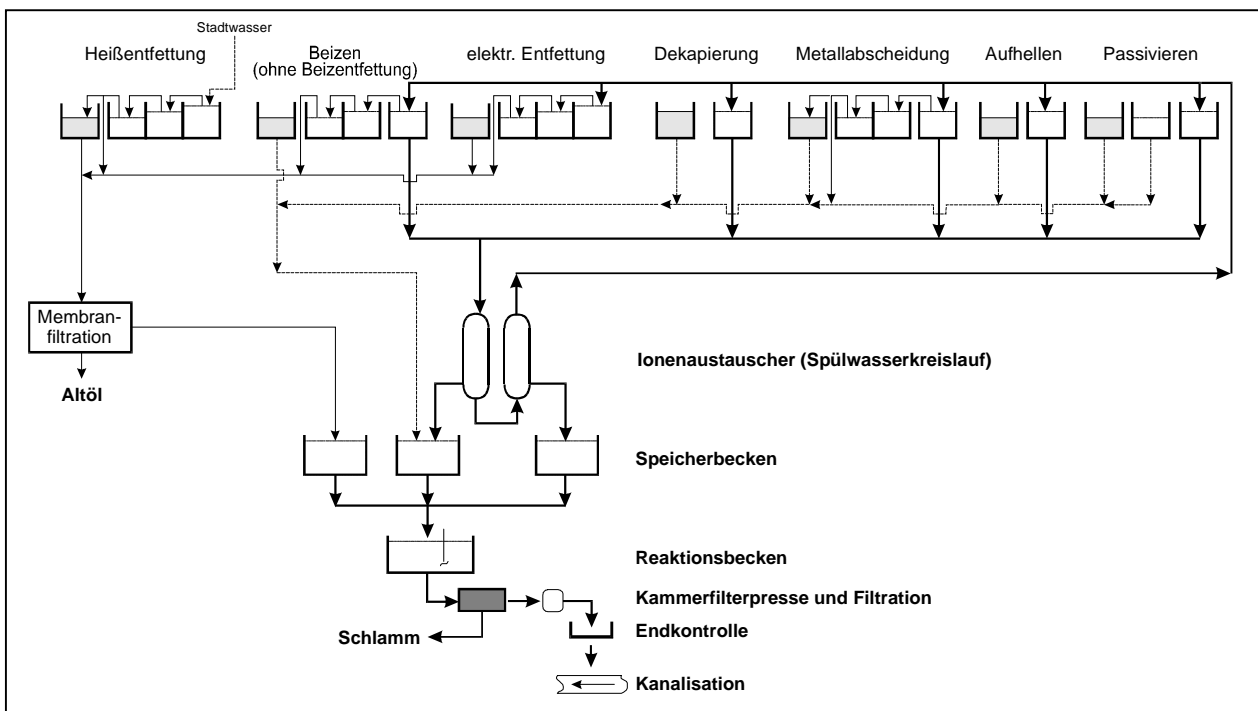 Stadtwasser
Heißentfettung
Beizen
(ohne Beizentfettung)
elektr. Entfettung
Dekapierung
Metallabscheidung
Aufhellen
Passivieren
Membran-
filtration
Altöl
Ionenaustauscher (Spülwasserkreislauf)
Speicherbecken
Reaktionsbecken
Kammerfilterpresse und Filtration
Schlamm
Endkontrolle
Kanalisation